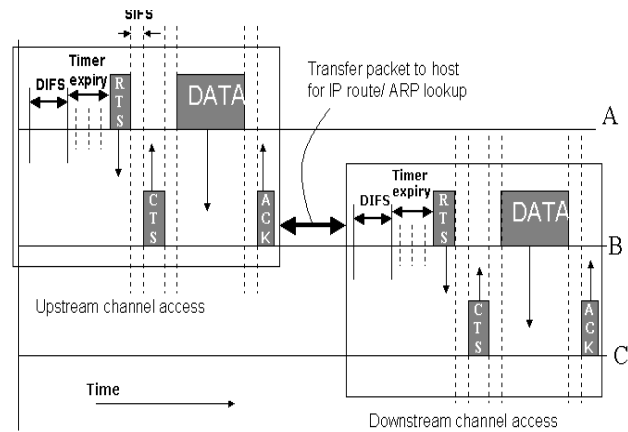 SIFS
Timer
expiry
DIFS
RTS
DATA
Transfer packet to host
for IP route/ ARP lookup
A
CTS
ACK
Timer
expiry
DIFS
RTS
DATA
B
Upstream channel access
CTS
ACK
C
Time
Downstream channel access